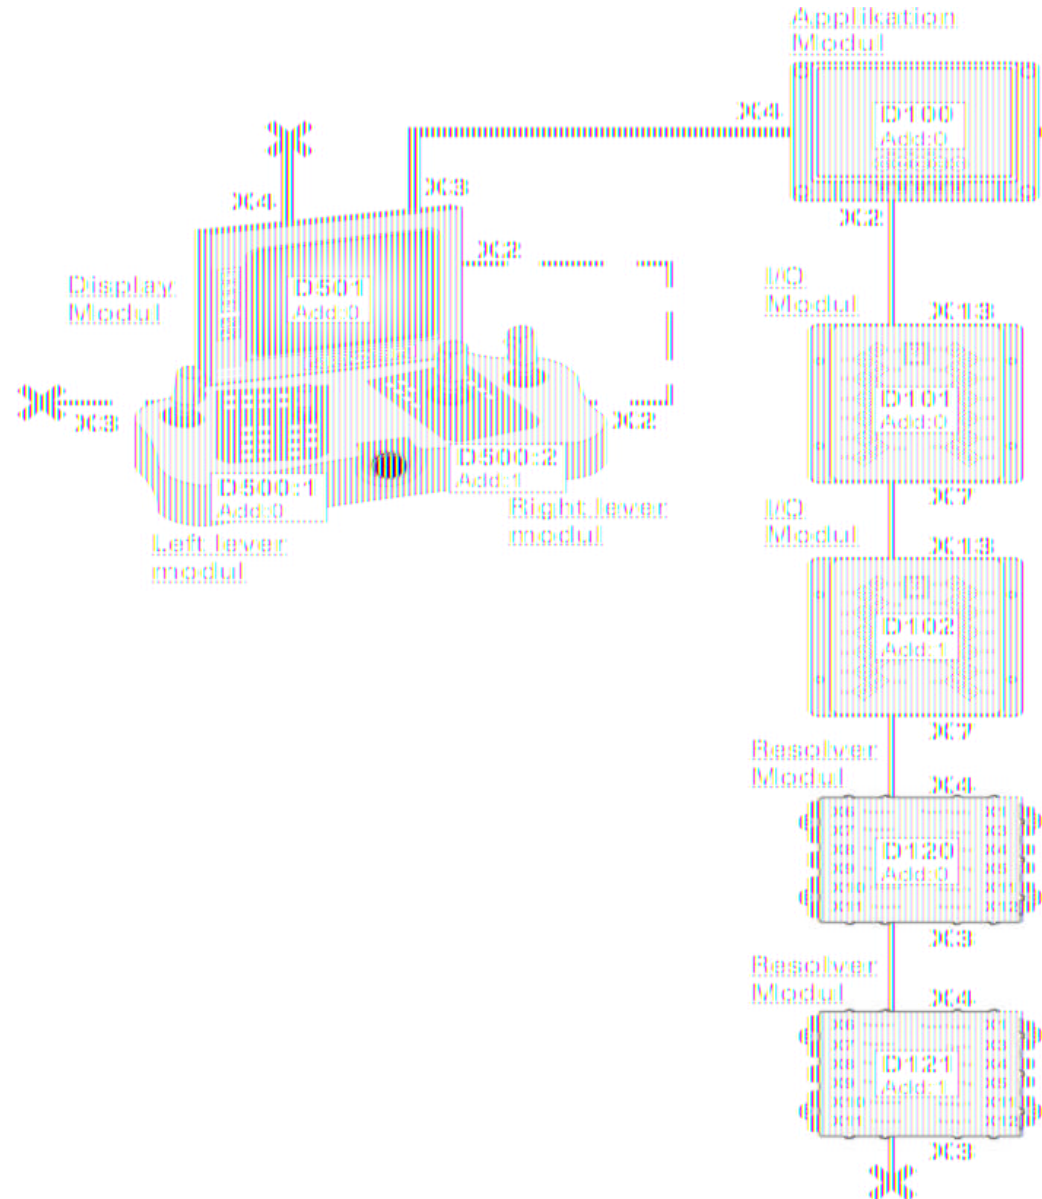 Applikation
Modul
X4
D100
Add:0
X2
X4
X3
X2
Display
Modul
D501
Add:0
X3
X2
D500:1
Add:0
D500:2
Add:1
Left lever
modul
Right lever
modul
I/O
Modul
X13
D101
Add:0
X7
I/O
Modul
X13
D102
Add:1
X7
Resolver
Modul
X4
D120
Add:0
X3
Resolver
Modul
X4
D121
Add:1
X3